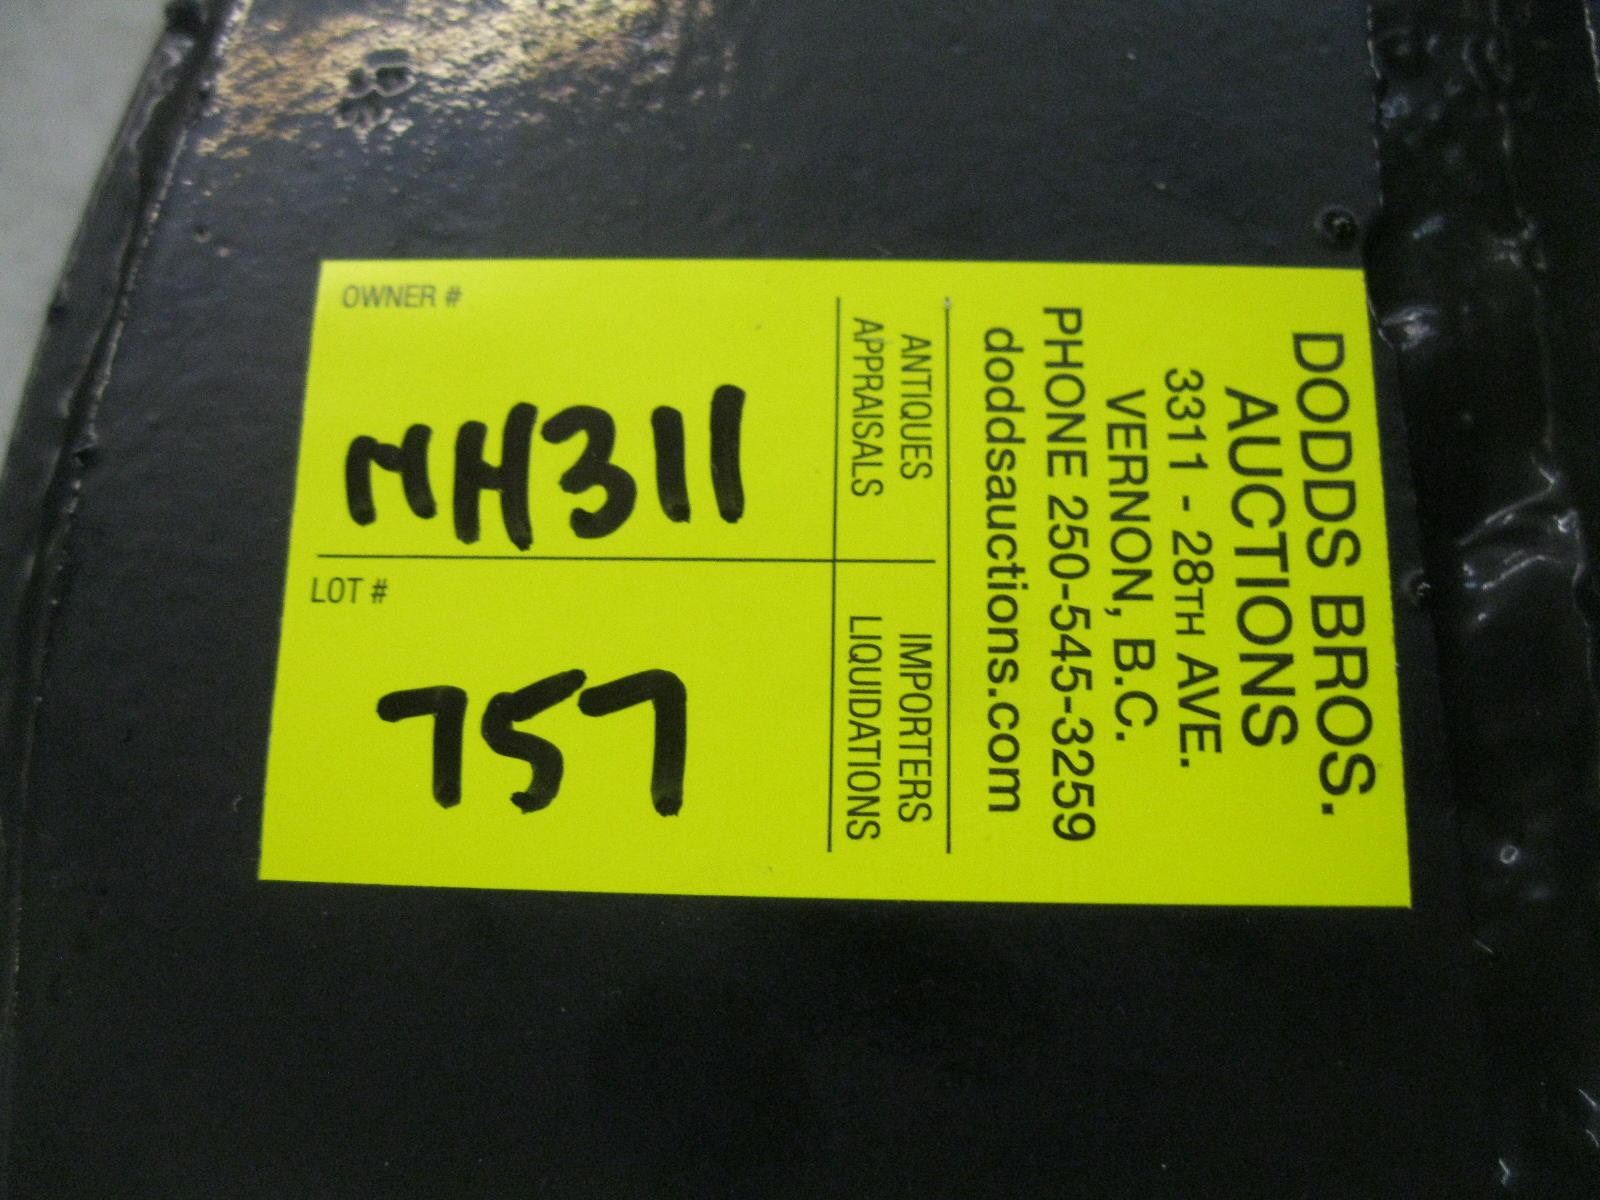 DODDS BROS.
AUCTIONS
3311 - 28TH AVE.
VERNON, B.C.
PHONE 250-545-3259
doddsauctions.com
ANTIQUES
APPRAISALS
IMPORTERS
LIQUIDATIONS
OWNER #
MH311
LOT #
757